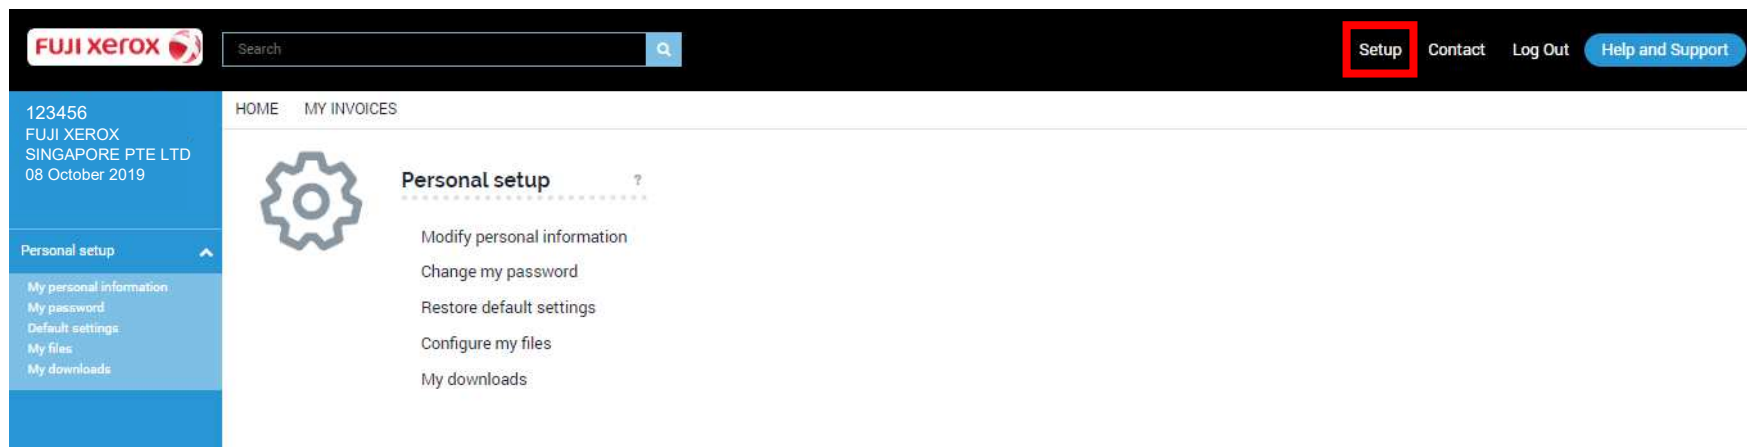 FUJI xerox
Search
Setup Contact Log Out Help and Support
123456
FUJI XEROX
SINGAPORE PTE LTD
08 October 2019
HOME MY INVOICES
Personal setup ?
Modify personal information
Change my password
Restore default settings
Configure my files
My downloads
Personal setup
My personal information
My password
Default settings
My files
My downloads